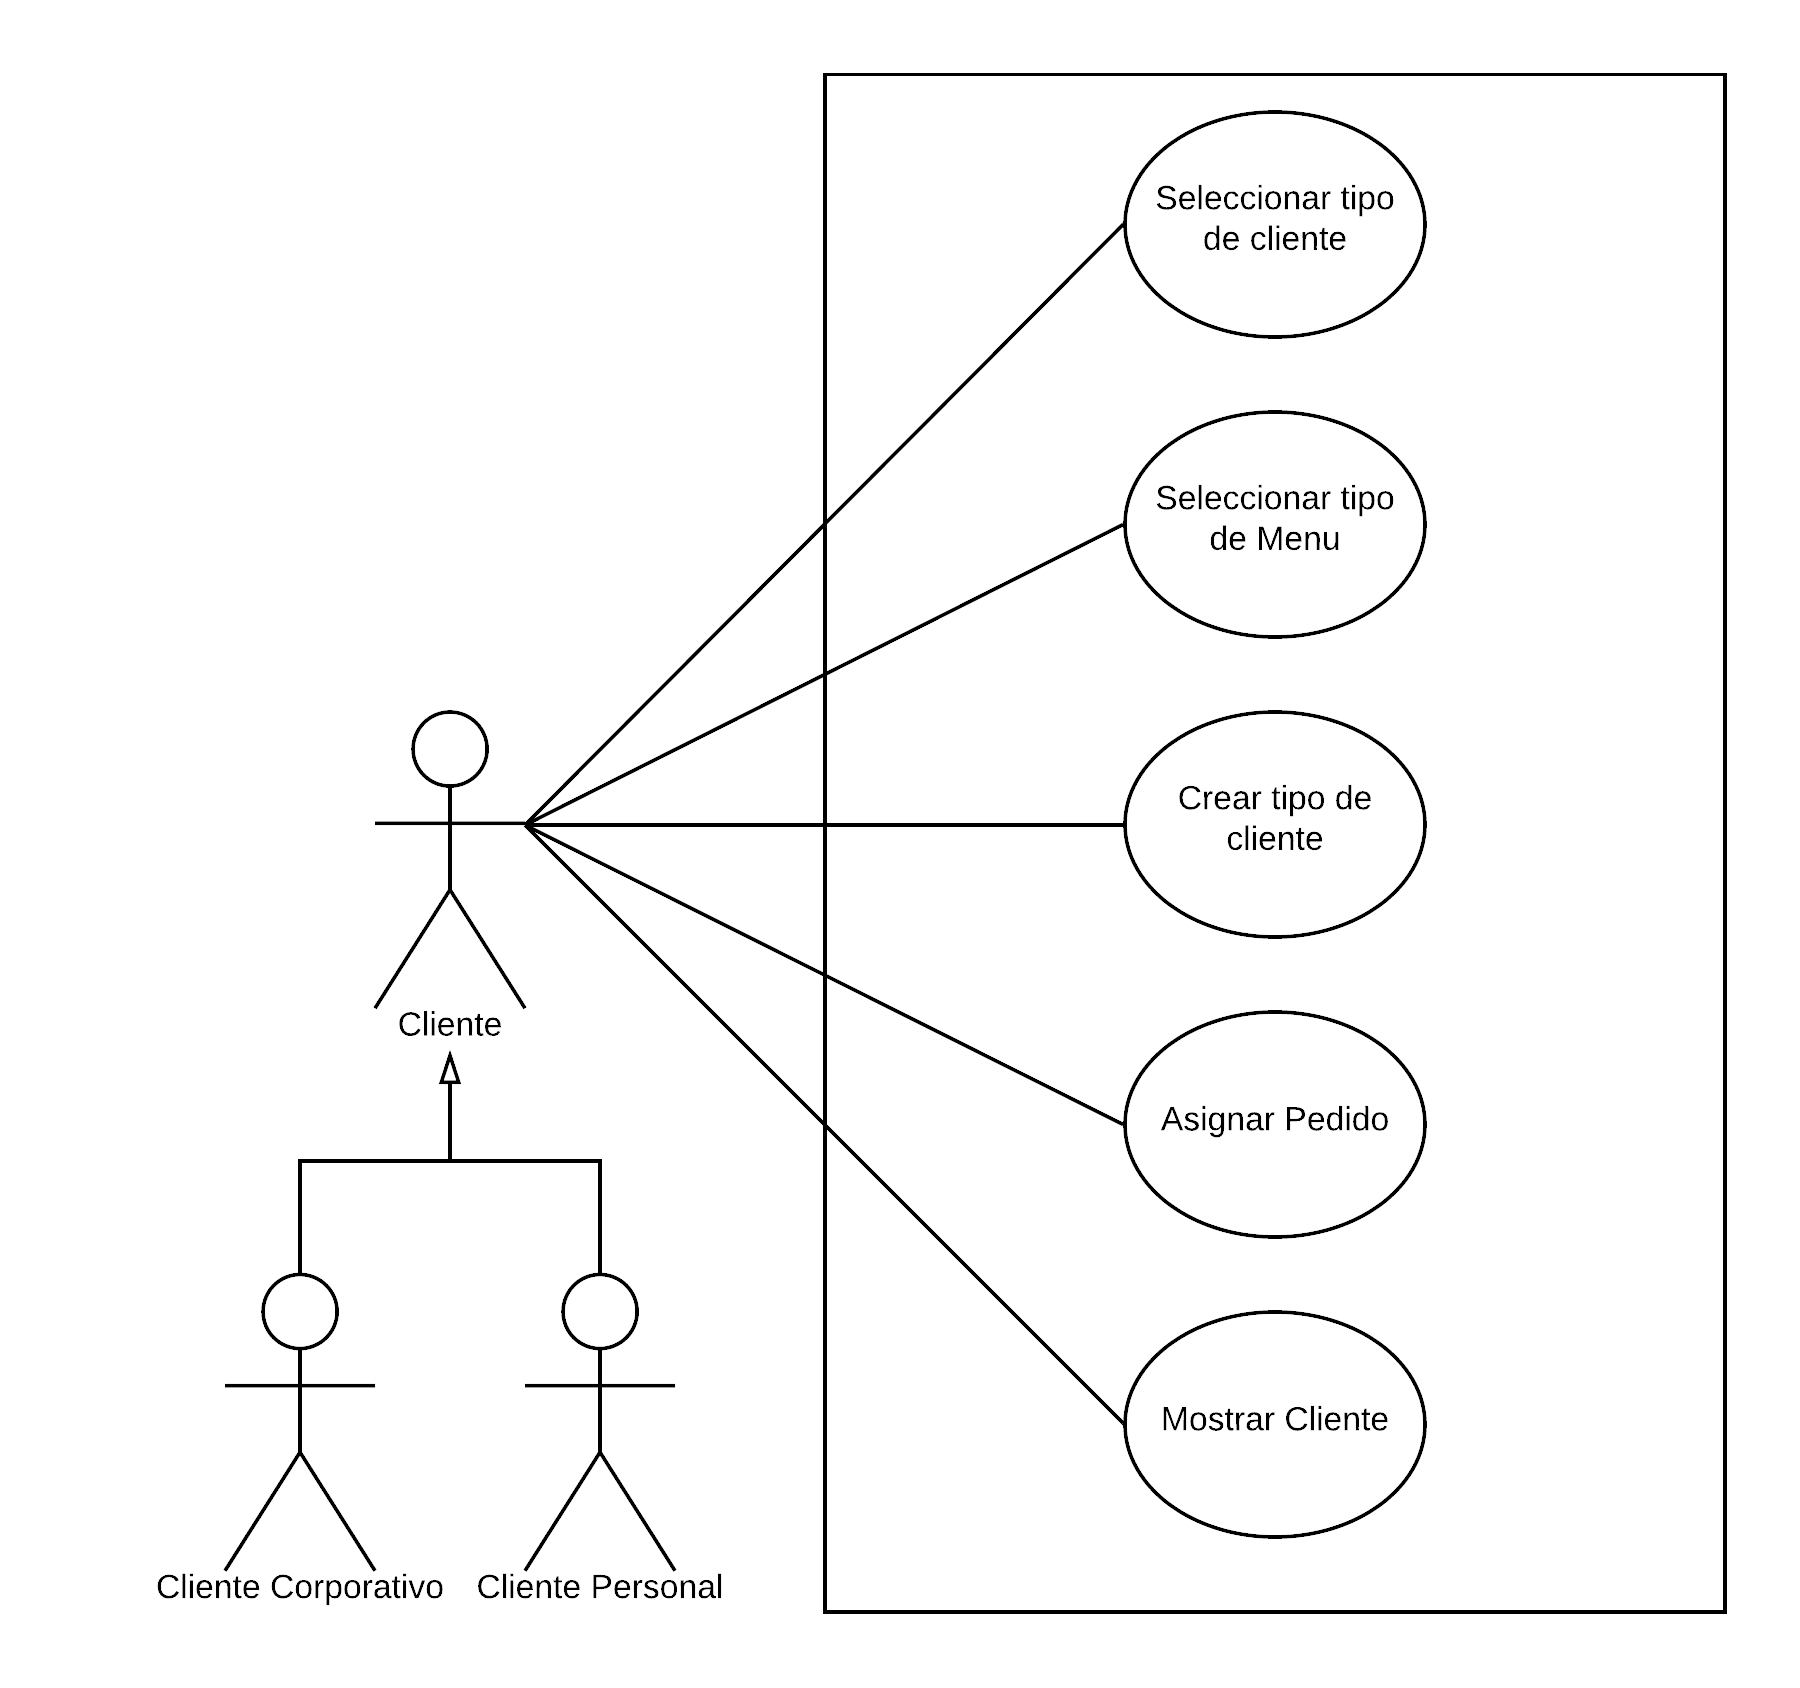 Seleccionar tipo
de cliente
Seleccionar tipo
de Menu
Crear tipo de
cliente
Cliente
Asignar Pedido
Mostrar Cliente
Cliente Corporativo
Cliente Personal